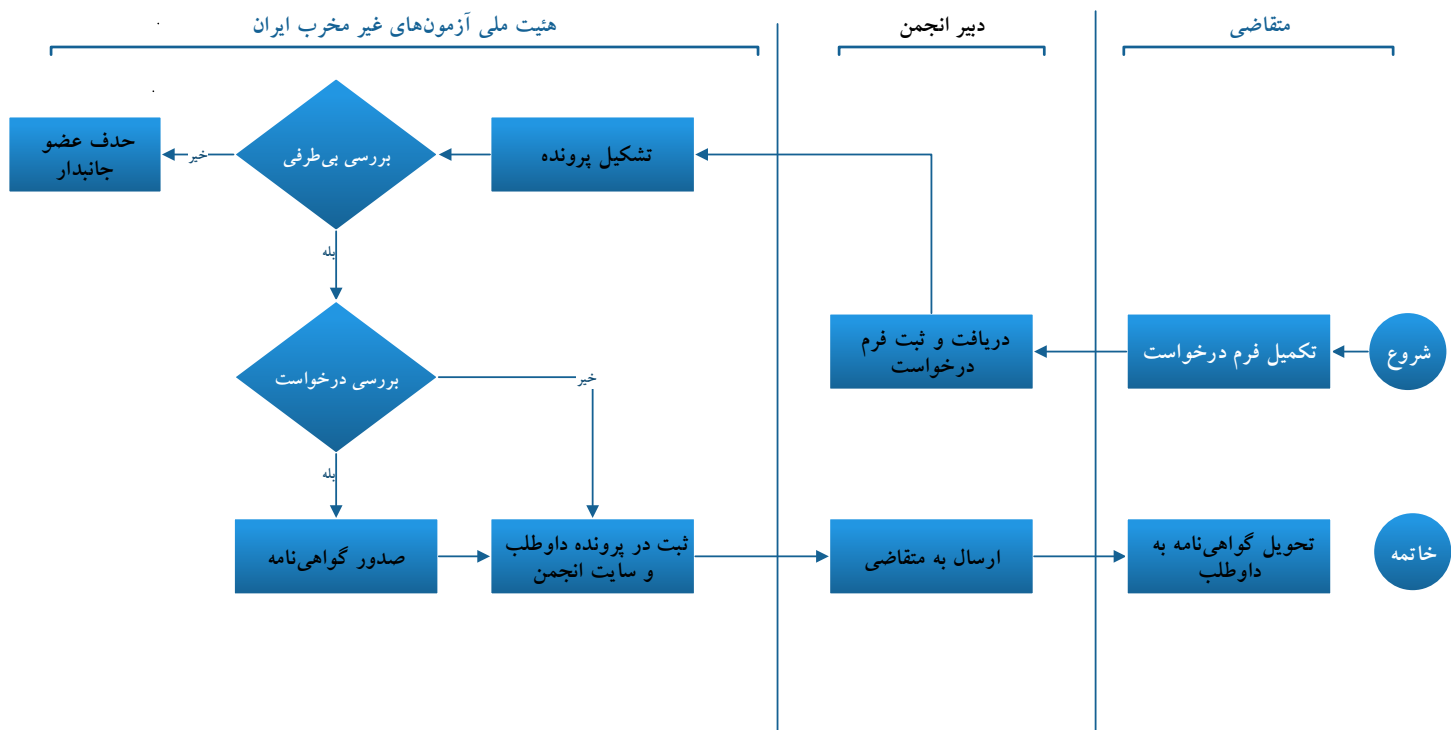 متقاضی
دبیر انجمن
هئیت ملی آزمون‌های غیر مخرب ایران
تشکیل پرونده
بررسی بی‌طرفی
خیر
حذف عضو
جانبدار
بله
شروع
تکمیل فرم درخواست
دریافت و ثبت فرم
درخواست
بررسی درخواست
خیر
بله
خاتمه
تحویل گواهی‌نامه به
داوطلب
ارسال به متقاضی
ثبت در پرونده داوطلب
و سایت انجمن
صدور گواهی‌نامه